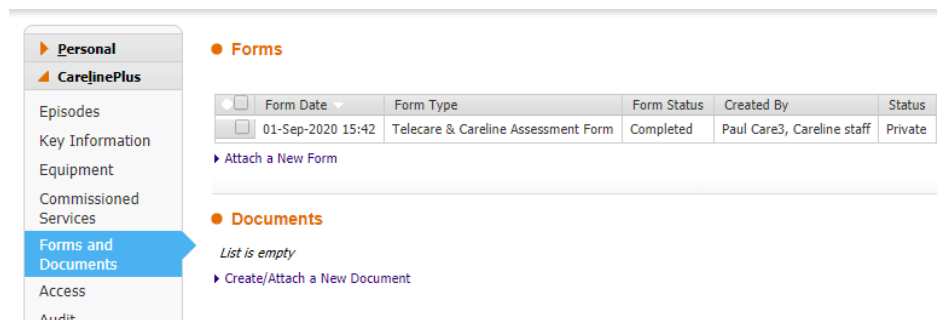 Personal
CarelinePlus
Episodes
Key Information
Equipment
Commissioned
Services
Forms and
Documents
Access
Audit
Forms
Form Date Form Type Form Status Created By Status
01-Sep-2020 15:42 Telecare & Careline Assessment Form Completed Paul Care3, Careline staff Private
Attach a New Form
Documents
List is empty
Create/Attach a New Document